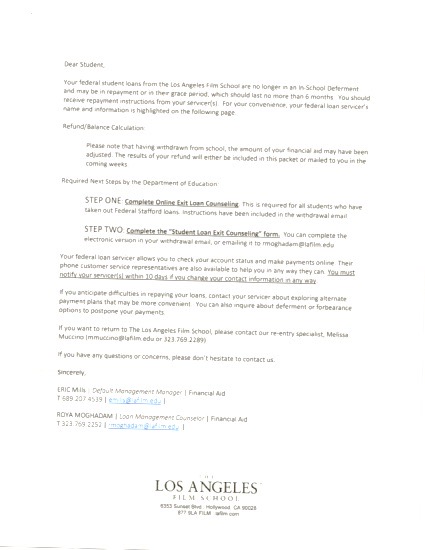 Dear Student,
Your federal student loans from the Los Angeles Film School are no longer in an In-School Deferment
and may be in repayment or in their grace period, which should last no more than 6 months. You should
receive repayment instructions from your servicer(s). For your convenience, your federal loan servicer's
name and information is highlighted on the following page.
Refund/Balance Calculation:
Please note that having withdrawn from school, the amount of your financial aid may have been
adjusted. The results of your refund will either be included in this packet or mailed to you in the
coming weeks
Required Next Steps by the Department of Education:
STEP ONE: Complete Online Exit Loan Counseling. This is required for all students who have
taken out Federal Stafford loans. Instructions have been included in the withdrawal email
STEP TWO: Complete the "Student Loan Exit Counseling" form. You can complete the
electronic version in your withdrawal email, or emailing it to rmoghadam@lafilm.edu
Your federal loan servicer allows you to check your account status and make payments online. Their
phone customer service representatives are also available to help you in any way they can. You must
notify your servicer(s) within 10 days if you change your contact information in any way
If you anticipate difficulties in repaying your loans, contact your servicer about exploring alternate
payment plans that may be more convenient. You can also inquire about deferment or forbearance
options to postpone your payments
If you want to return to The Los Angeles Film School, please contact our re-entry specialist, Melissa
Muccino (mmuccino@lafilm.edu or 323.769.2289)
If you have any questions or concerns, please don't hesitate to contact us.
Sincerely,
ERIC Mills | Default Management Manager | Financial Aid
T 689.207.4539 | emills@lafilm.edu |
ROYA MOGHADAM | Loan Management Counselor | Financial Aid
T 323.769.2252 | rmoghadam@lafilm.edu |
THE
LOS ANGELES
FILM SCHOOL
6353 Sunset Blvd. Hollywood CA 90028
877 9LA FILM lafilm.com